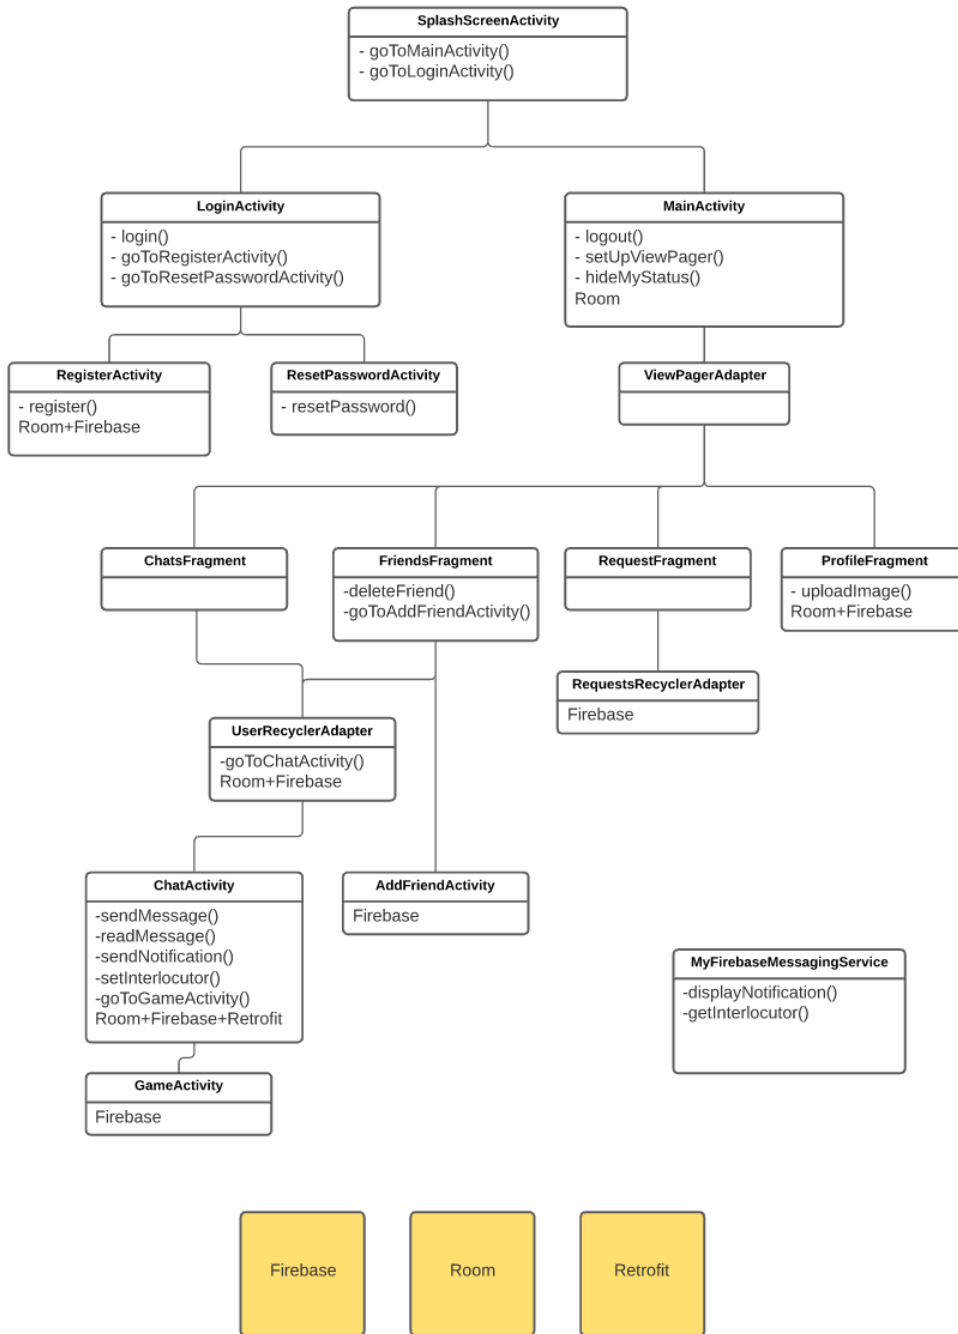 SplashScreenActivity
- goToMainActivity()
- goToLoginActivity()
LoginActivity
- login()
- goToRegisterActivity()
- goToResetPasswordActivity()
MainActivity
- logout()
- setUpViewPager()
- hideMyStatus()
Room
RegisterActivity
- register()
Room+Firebase
ResetPasswordActivity
- resetPassword()
ViewPagerAdapter
ChatsFragment
FriendsFragment
-deleteFriend()
-goToAddFriendActivity()
RequestFragment
ProfileFragment
- uploadImage()
Room+Firebase
RequestsRecyclerAdapter
Firebase
UserRecyclerAdapter
-goToChatActivity()
Room+Firebase
ChatActivity
-sendMessage()
-readMessage()
-sendNotification()
-setInterlocutor()
-goToGameActivity()
Room+Firebase+Retrofit
AddFriendActivity
Firebase
MyFirebaseMessagingService
-displayNotification()
-getInterlocutor()
GameActivity
Firebase
Firebase
Room
Retrofit